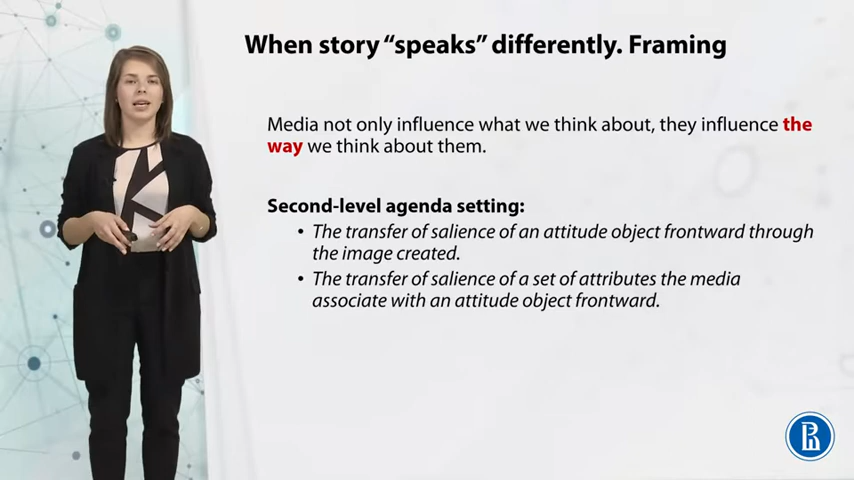 When story “speaks” differently. Framing
Media not only influence what we think about, they influence the
way we think about them.
Second-level agenda setting:
• The transfer of salience of an attitude object frontward through
the image created.
• The transfer of salience of a set of attributes the media
associate with an attitude object frontward.